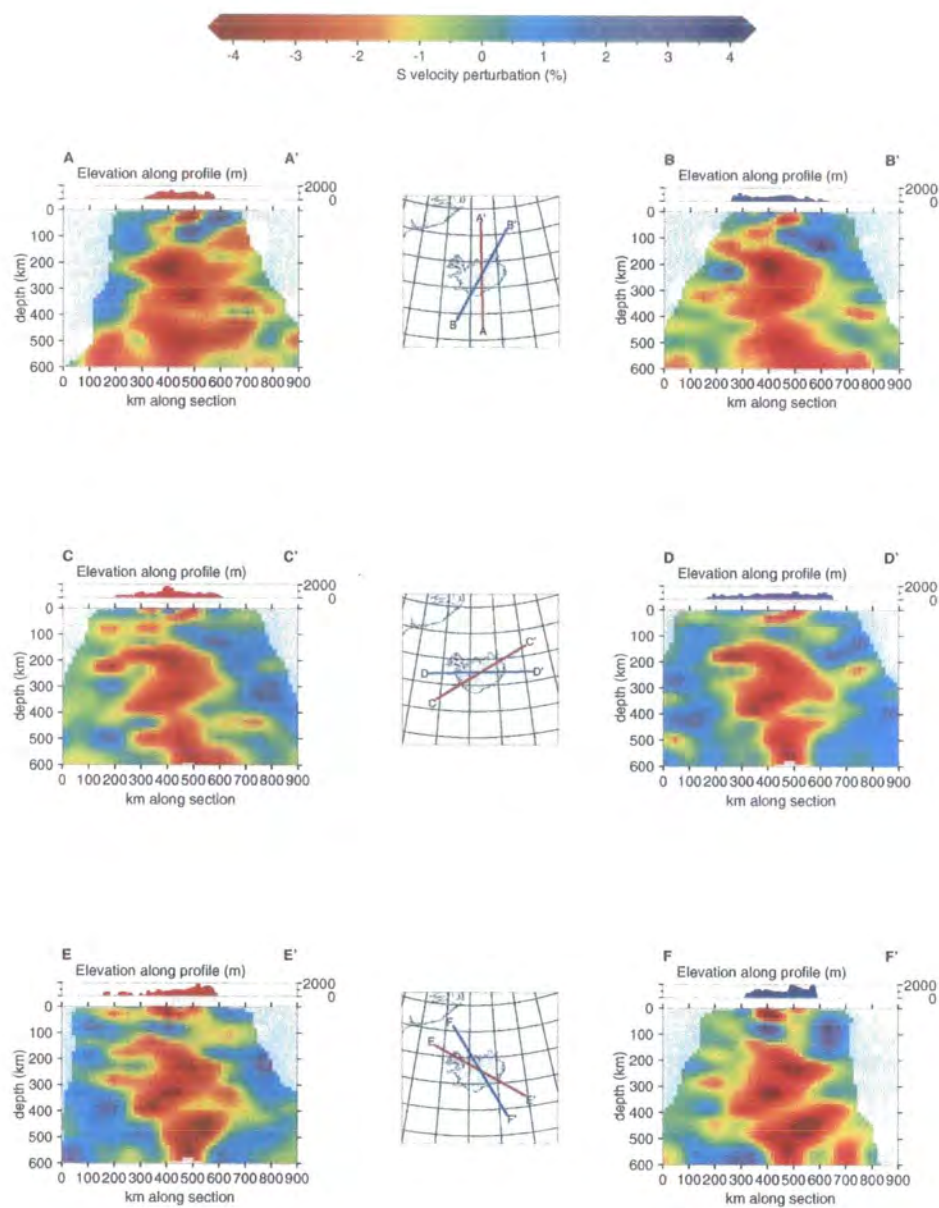 -4 -3 -2 -1 0 1 2 3 4
S velocity perturbation (%)
A A'
Elevation along profile (m)
2000
0
0
100
200
300
400
500
600
depth (km)
0 100 200 300 400 500 600 700 800 900
km along section
A'
B'
B
A
B B'
Elevation along profile (m)
2000
0
0
100
200
300
400
500
600
depth (km)
0 100 200 300 400 500 600 700 800 900
km along section
C C'
Elevation along profile (m)
2000
0
0
100
200
300
400
500
600
depth (km)
0 100 200 300 400 500 600 700 800 900
km along section
C'
D D'
C
D D'
Elevation along profile (m)
2000
0
0
100
200
300
400
500
600
depth (km)
0 100 200 300 400 500 600 700 800 900
km along section
E E'
Elevation along profile (m)
2000
0
0
100
200
300
400
500
600
depth (km)
0 100 200 300 400 500 600 700 800 900
km along section
F
E
E'
F'
F F'
Elevation along profile (m)
2000
0
0
100
200
300
400
500
600
depth (km)
0 100 200 300 400 500 600 700 800 900
km along section